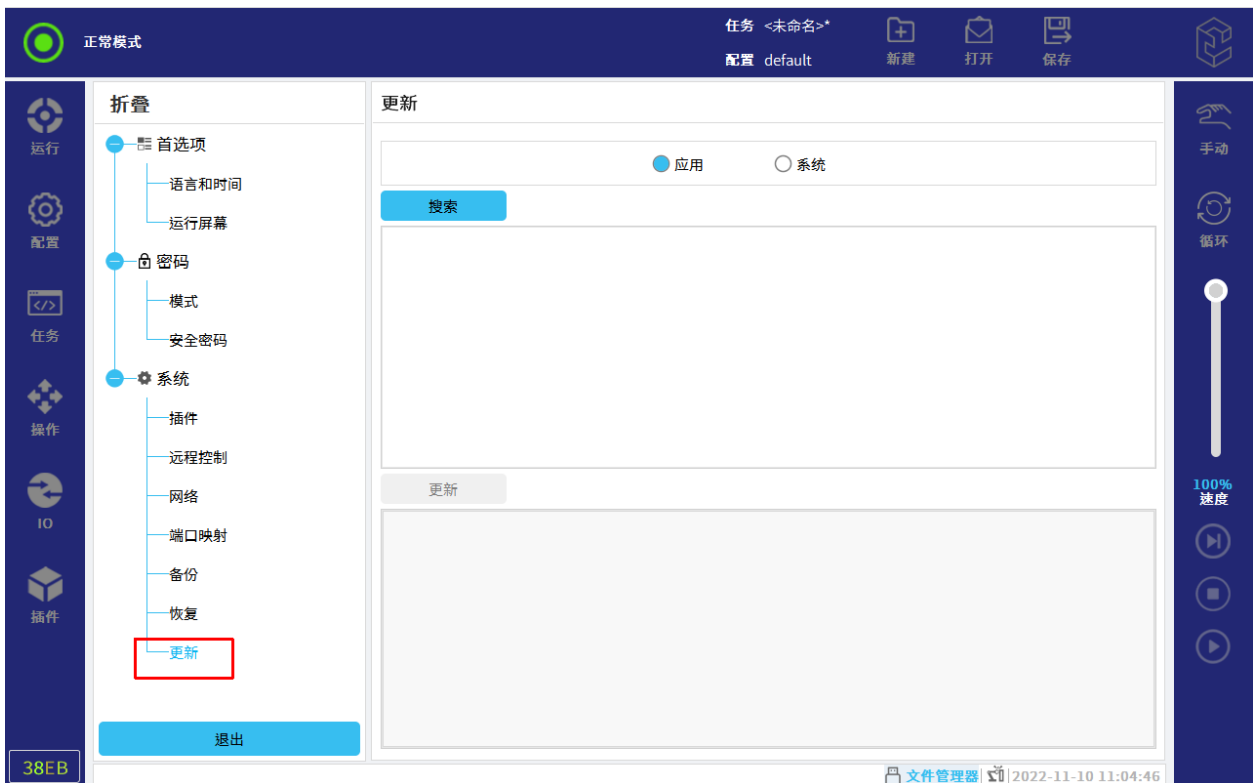 正常模式
任务 <未命名>*
配置 default
新建
打开
保存
运行
配置
任务
操作
IO
插件
38EB
折叠
首选项
语言和时间
运行屏幕
密码
模式
安全密码
系统
插件
远程控制
网络
端口映射
备份
恢复
更新
退出
更新
应用 系统
搜索
更新
手动
循环
100%
速度
文件管理器 2022-11-10 11:04:46